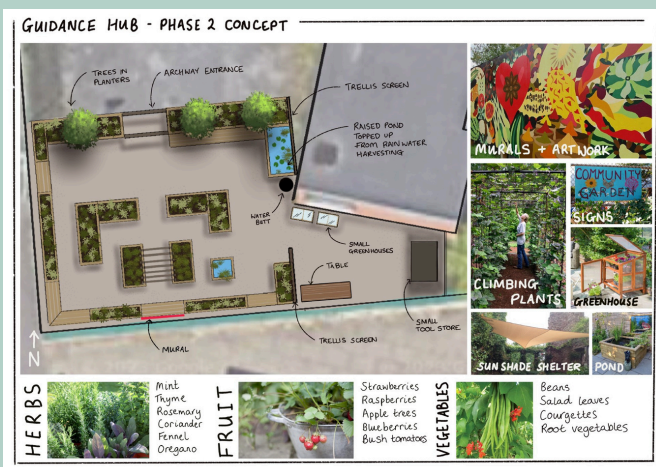 GUIDANCE HUB - PHASE 2 CONCEPT
TREES IN
PLANTERS
ARCHWAY ENTRANCE
TRELLIS SCREEN
RAISED POND
TOPPED UP
FROM RAINWATER
HARVESTING
WATER
BUTT
SMALL
GREENHOUSES
TABLE
SMALL
TOOL STORE
TRELLIS SCREEN
MURAL
N
MURALS + ARTWORK
COMMUNITY
GARDEN
SIGNS
CLIMBING
PLANTS
GREENHOUSE
SUN SHADE SHELTER
POND
HERBS
Mint
Thyme
Rosemary
Coriander
Fennel
Oregano
FRUIT
Strawberries
Raspberries
Apple trees
Blueberries
Bush tomatoes
VEGETABLES
Beans
Salad leaves
Courgettes
Root vegetables